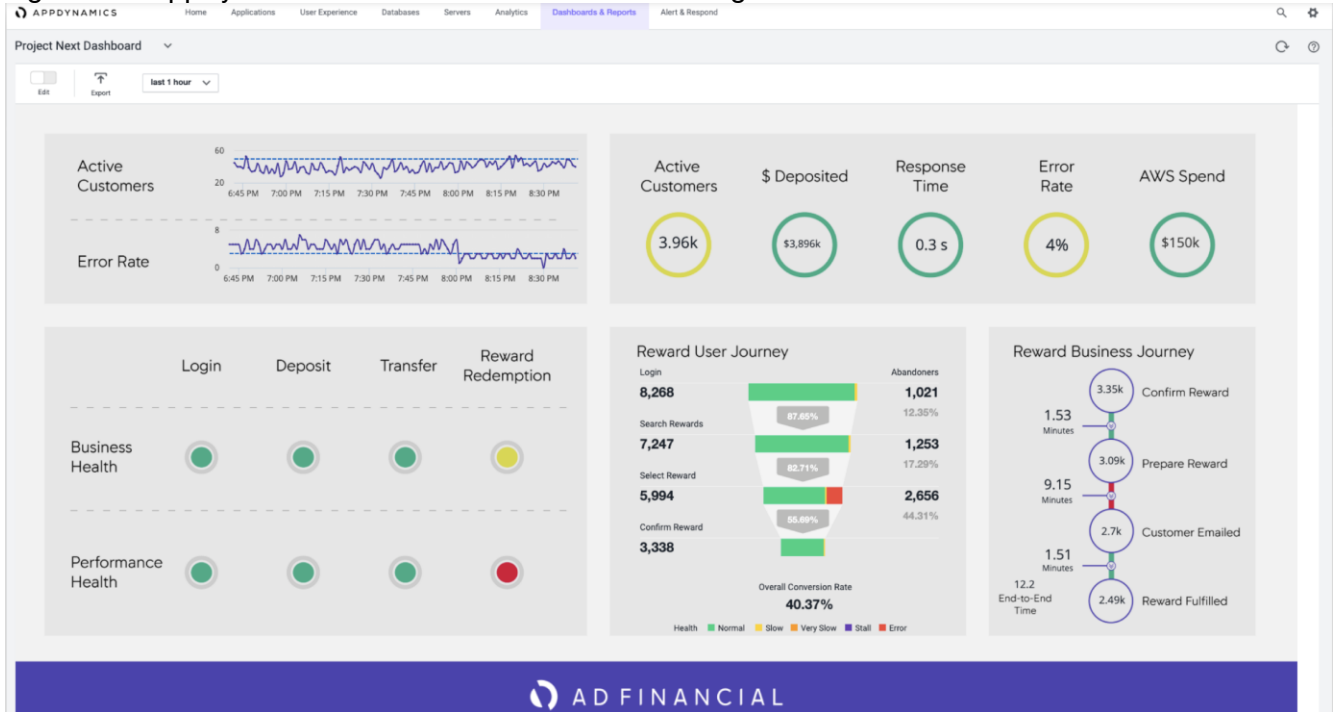 APPDYNAMICS Home Applications User Experience Databases Servers Analytics Dashboards & Reports Alert & Respond
Project Next Dashboard
Edit Export last 1 hour
Active Customers
60
20
6:45 PM 7:00 PM 7:15 PM 7:30 PM 7:45 PM 8:00 PM 8:15 PM 8:30 PM
Error Rate
8
0
6:45 PM 7:00 PM 7:15 PM 7:30 PM 7:45 PM 8:00 PM 8:15 PM 8:30 PM
Active Customers
$ Deposited
Response Time
Error Rate
AWS Spend
3.96k
$3,896k
0.3 s
4%
$150k
Login Deposit Transfer Reward Redemption
Business Health
Performance Health
Reward User Journey
Login Abandoners
8,268 1,021
87.65% 12.35%
Search Rewards
7,247 1,253
82.71% 17.29%
Select Reward
5,994 2,656
55.69% 44.31%
Confirm Reward
3,338
Overall Conversion Rate
40.37%
Health Normal Slow Very Slow Stall Error
Reward Business Journey
3.35k Confirm Reward
1.53 Minutes
3.09k Prepare Reward
9.15 Minutes
2.7k Customer Emailed
1.51 Minutes
12.2 End-to-End Time
2.49k Reward Fulfilled
AD FINANCIAL